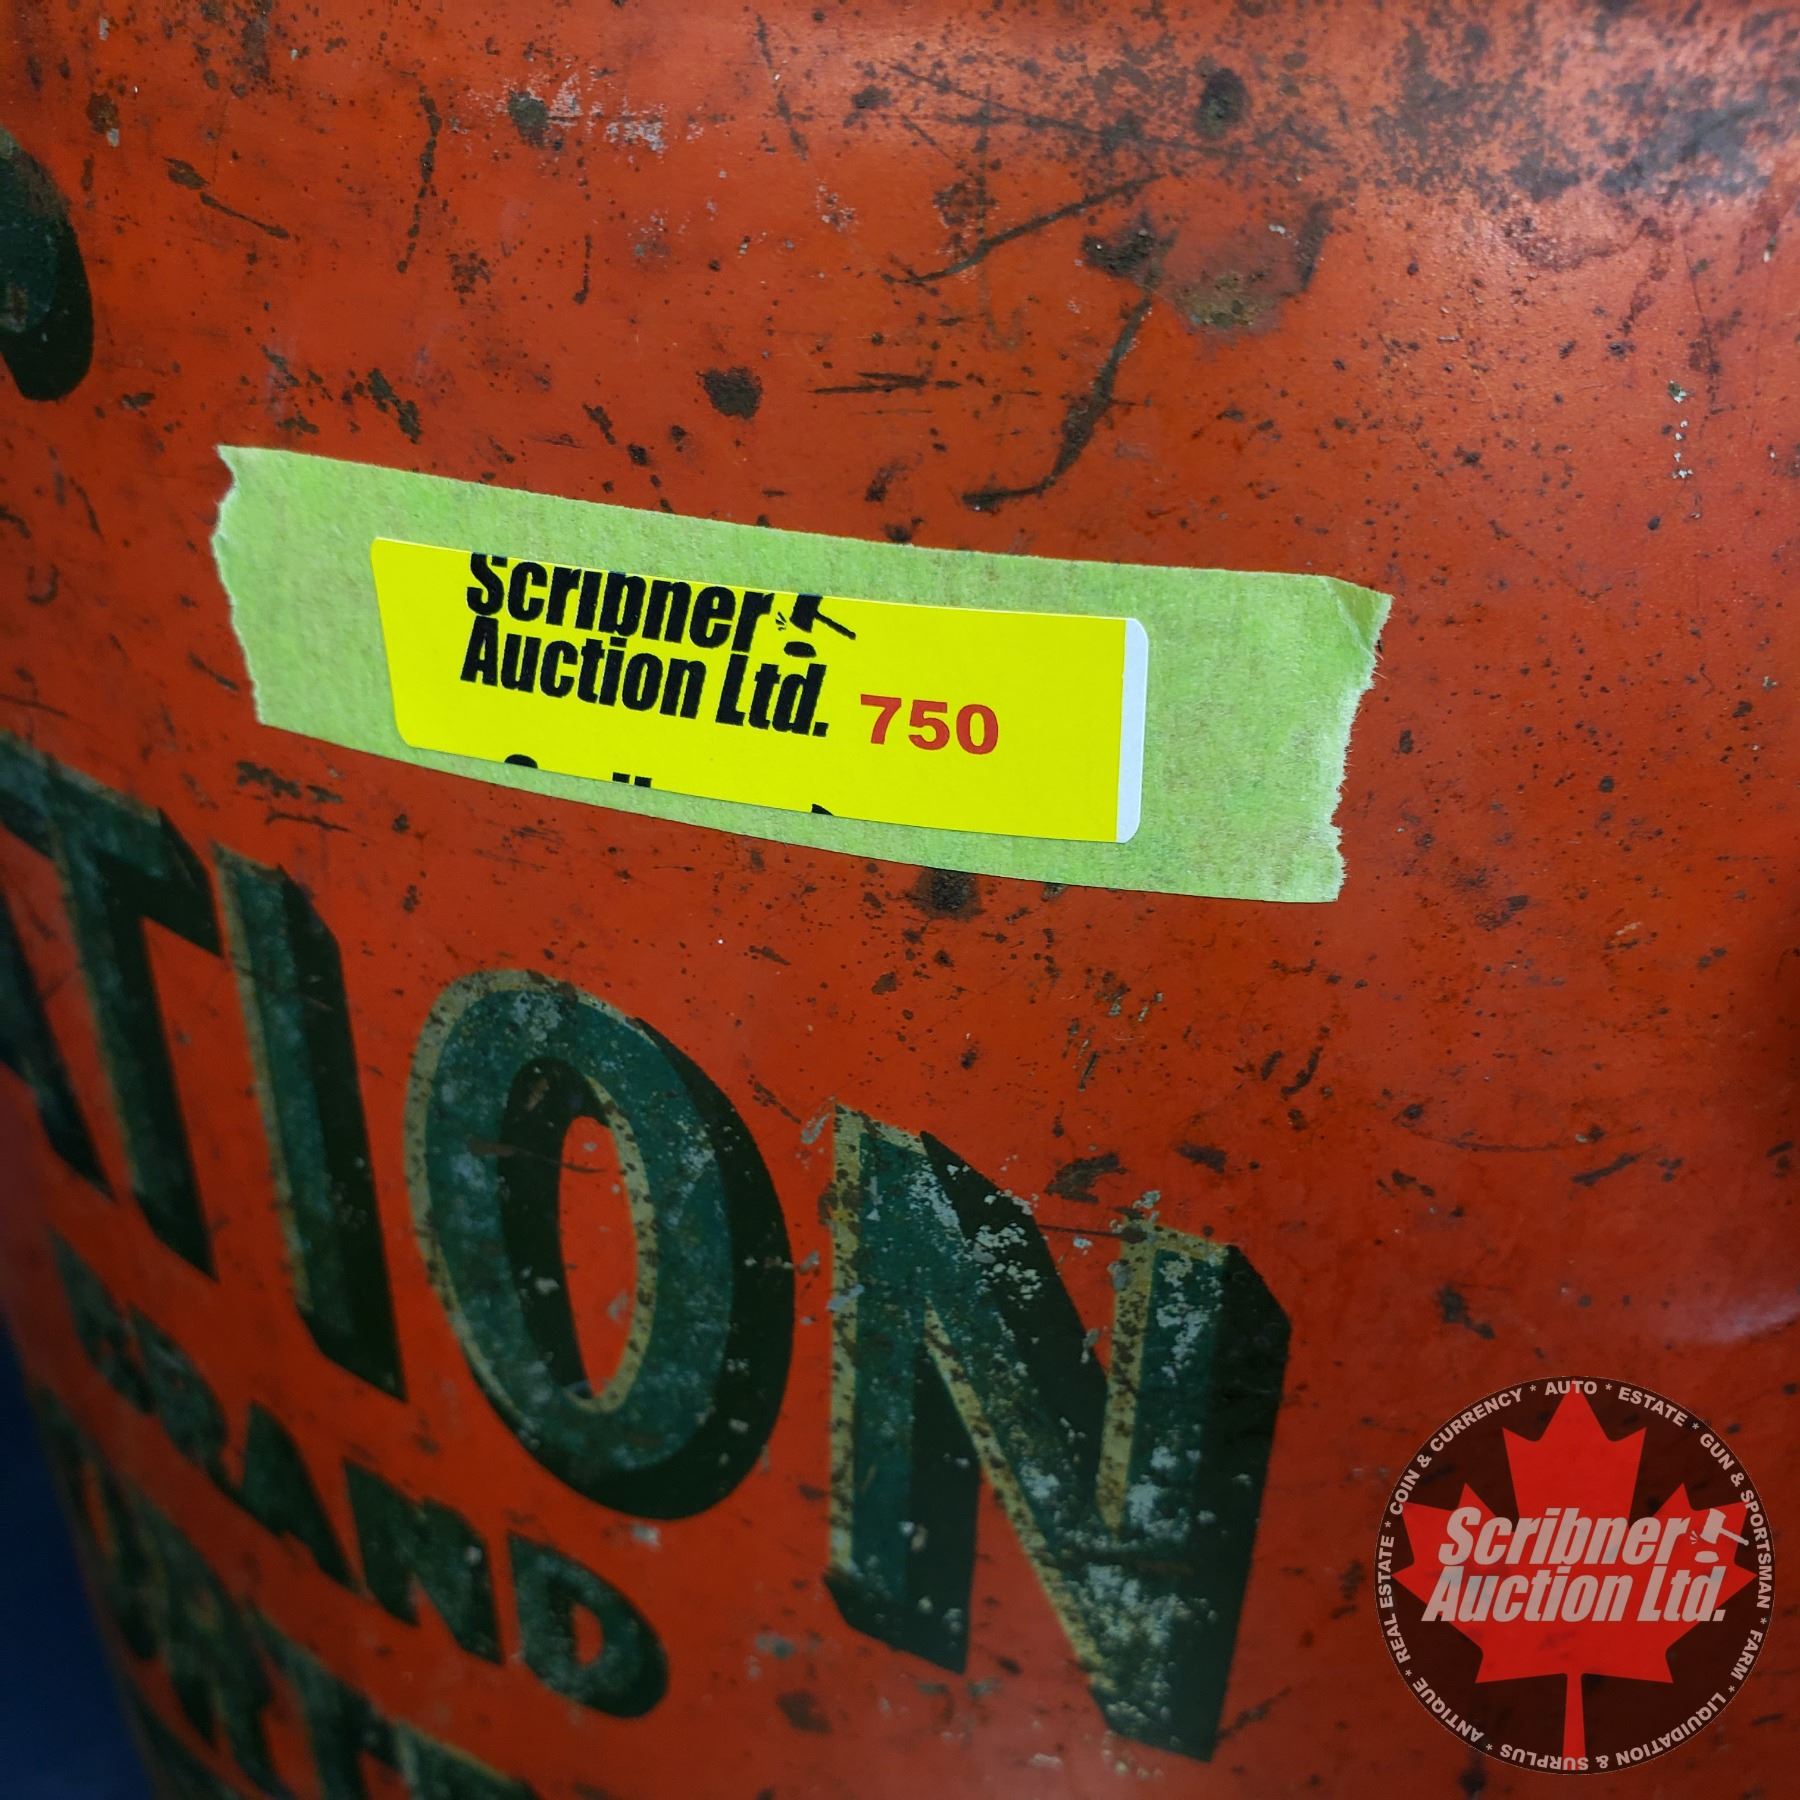 Scribner
Auction Ltd. 750
TION
BRAND
COIN & CURRENCY * AUTO * ESTATE * GUN & SPORTSMAN * FARM * LIQUIDATION & SURPLUS * ANTIQUE * REAL ESTATE *
Scribner
Auction Ltd.